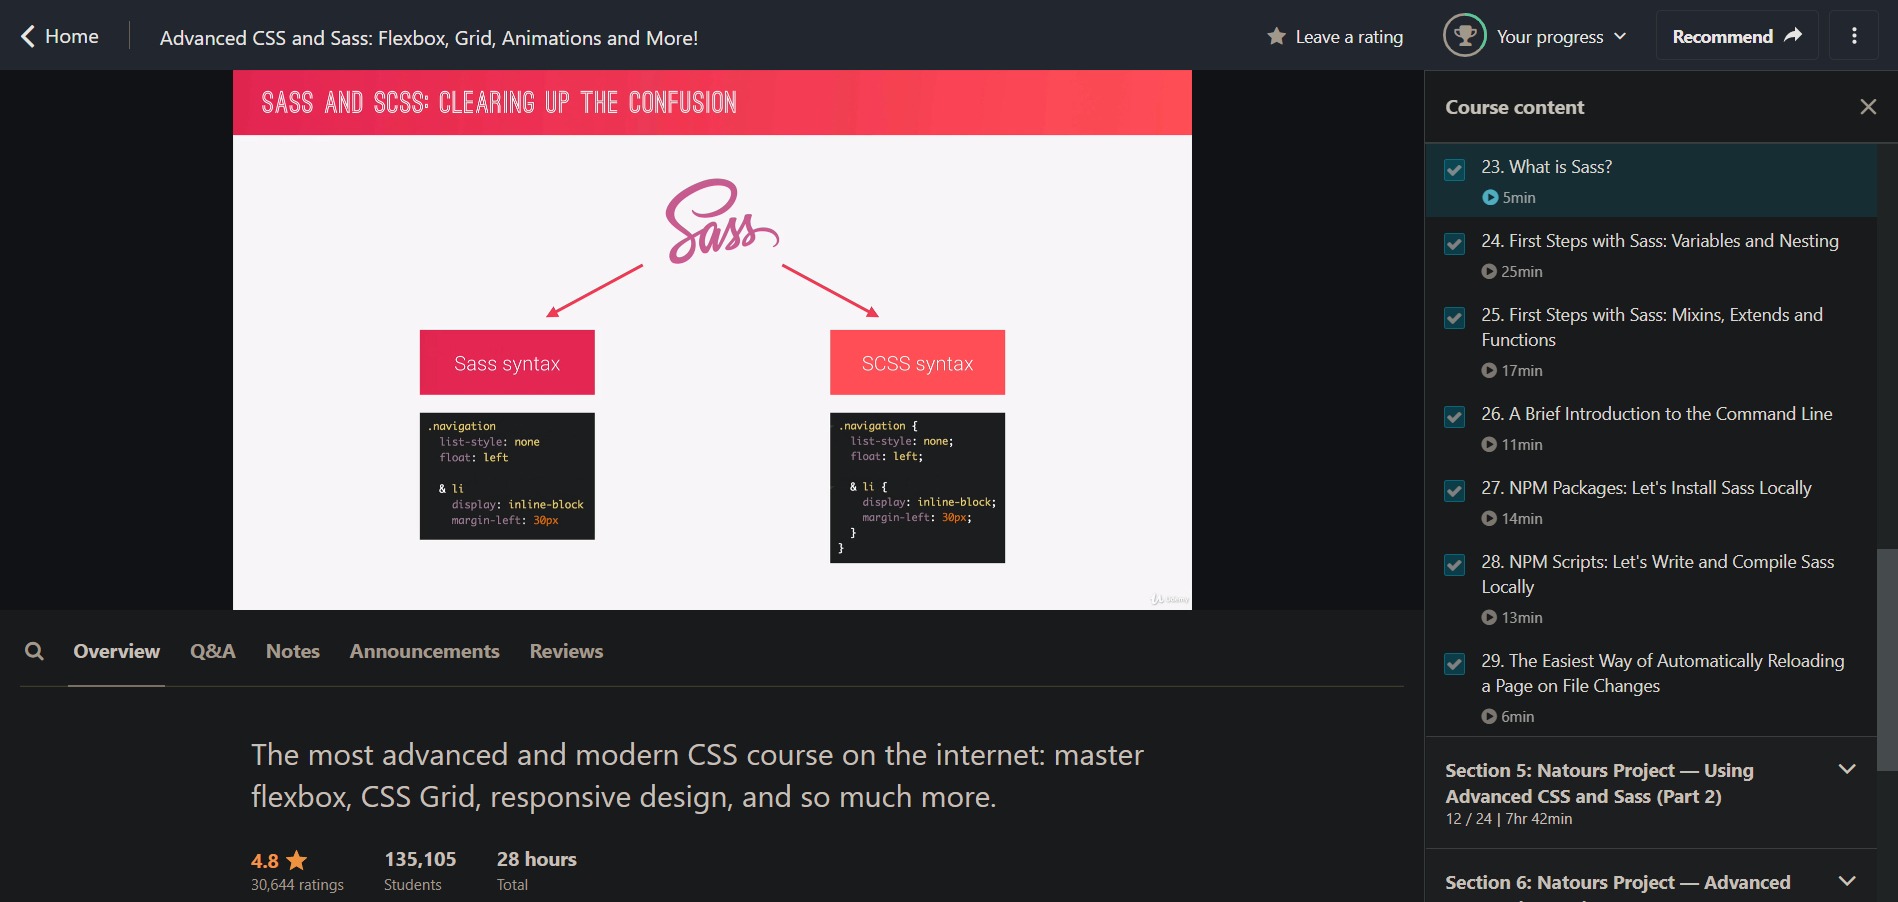 Home
Advanced CSS and Sass: Flexbox, Grid, Animations and More!
Leave a rating
Your progress
Recommend
SASS AND SCSS: CLEARING UP THE CONFUSION
Sass
Sass syntax
SCSS syntax
.navigation
list-style: none
float: left
& li
display: inline-block
margin-left: 30px
.navigation {
list-style: none;
float: left;
& li {
display: inline-block;
margin-left: 30px;
}
}
Udemy
Overview
Q&A
Notes
Announcements
Reviews
The most advanced and modern CSS course on the internet: master
flexbox, CSS Grid, responsive design, and so much more.
4.8
30,644 ratings
135,105
Students
28 hours
Total
Course content
23. What is Sass?
5min
24. First Steps with Sass: Variables and Nesting
25min
25. First Steps with Sass: Mixins, Extends and
Functions
17min
26. A Brief Introduction to the Command Line
11min
27. NPM Packages: Let's Install Sass Locally
14min
28. NPM Scripts: Let's Write and Compile Sass
Locally
13min
29. The Easiest Way of Automatically Reloading
a Page on File Changes
6min
Section 5: Natours Project — Using
Advanced CSS and Sass (Part 2)
12 / 24 | 7hr 42min
Section 6: Natours Project — Advanced